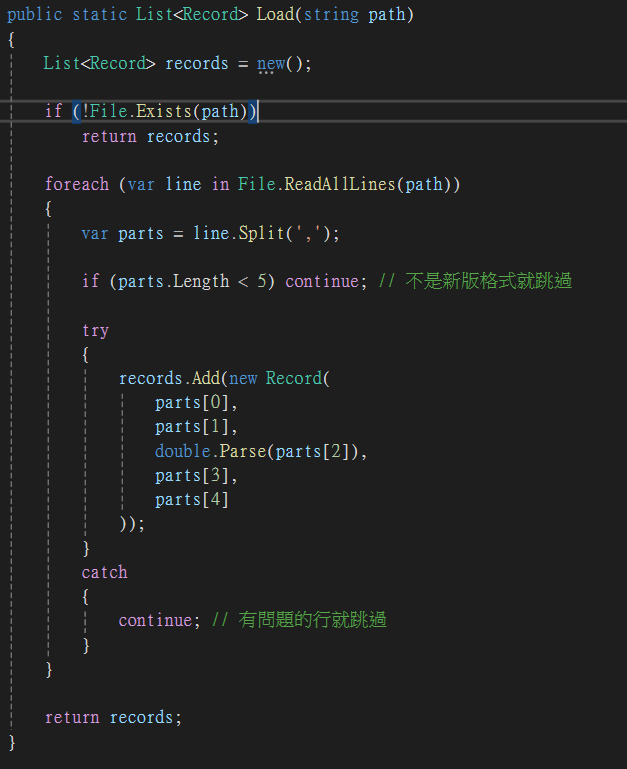 public static List<Record> Load(string path)
{
List<Record> records = new();
if (!File.Exists(path))
return records;
foreach (var line in File.ReadAllLines(path))
{
var parts = line.Split(',');
if (parts.Length < 5) continue; // 不是新版格式就跳過
try
{
records.Add(new Record(
parts[0],
parts[1],
double.Parse(parts[2]),
parts[3],
parts[4]
));
}
catch
{
continue; // 有問題的行就跳過
}
}
return records;
}